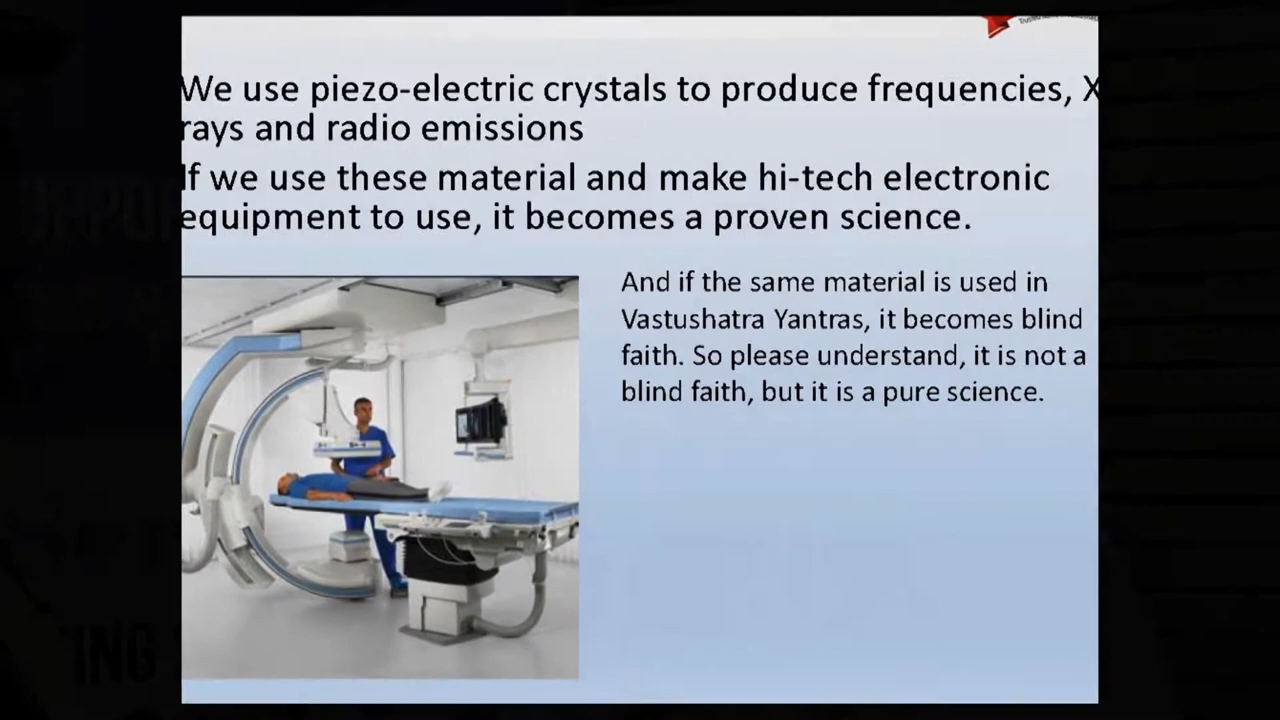 We use piezo-electric crystals to produce frequencies, X
rays and radio emissions
If we use these material and make hi-tech electronic
equipment to use, it becomes a proven science.
And if the same material is used in
Vastushatra Yantras, it becomes blind
faith. So please understand, it is not a
blind faith, but it is a pure science.
ING